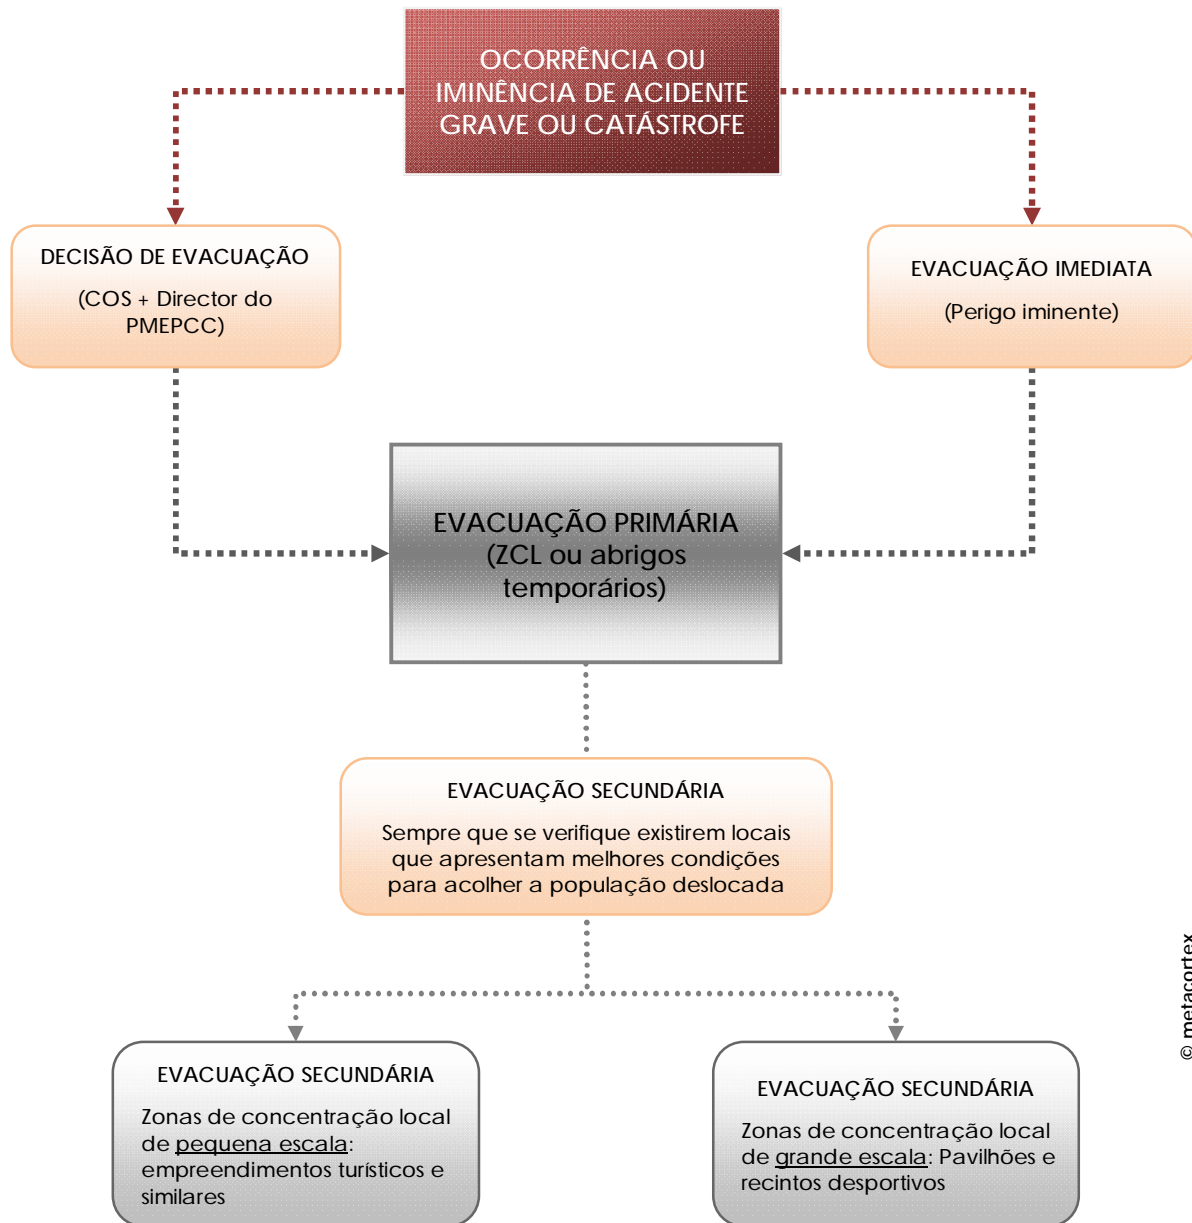 OCORRÊNCIA OU
IMINÊNCIA DE ACIDENTE
GRAVE OU CATÁSTROFE
DECISÃO DE EVACUAÇÃO
(COS + Director do
PMEPCC)
EVACUAÇÃO IMEDIATA
(Perigo iminente)
EVACUAÇÃO PRIMÁRIA
(ZCL ou abrigos
temporários)
EVACUAÇÃO SECUNDÁRIA
Sempre que se verifique existirem locais
que apresentam melhores condições
para acolher a população deslocada
EVACUAÇÃO SECUNDÁRIA
Zonas de concentração local
de pequena escala:
empreendimentos turísticos e
similares
EVACUAÇÃO SECUNDÁRIA
Zonas de concentração local
de grande escala: Pavilhões e
recintos desportivos
© metacortex